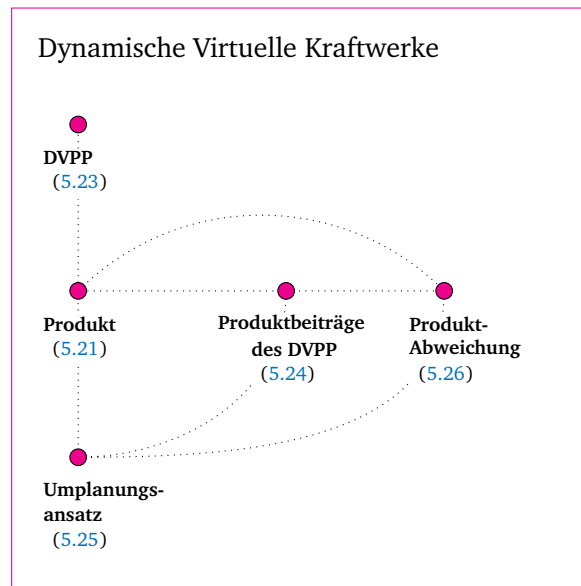 Dynamische Virtuelle Kraftwerke
DVPP
(5.23)
Produkt
(5.21)
Produktbeiträge
des DVPP
(5.24)
Produkt-
Abweichung
(5.26)
Umplanungs-
ansatz
(5.25)